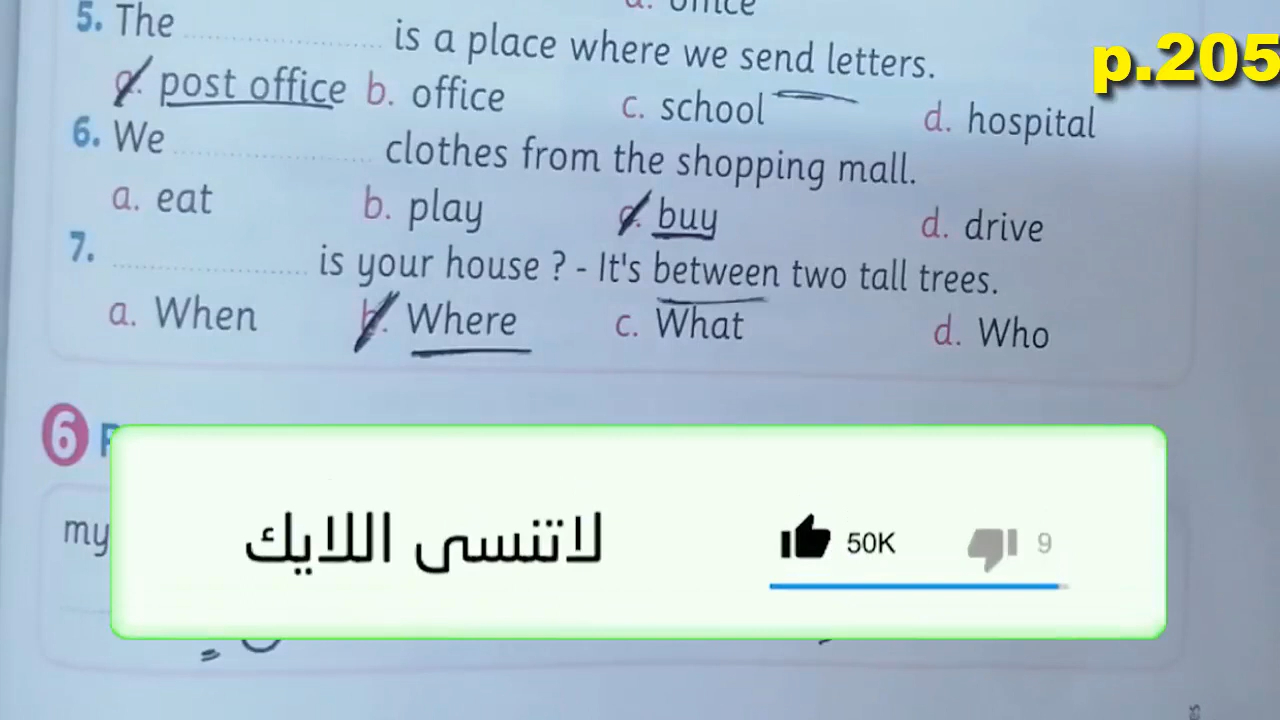 office
p.205
5. The .................... is a place where we send letters.
a. post office b. office c. school d. hospital
6. We .................... clothes from the shopping mall.
a. eat b. play c. buy d. drive
7. .................... is your house ? - It's between two tall trees.
a. When b. Where c. What d. Who
6
my
لاتنسى اللايك 50K 9